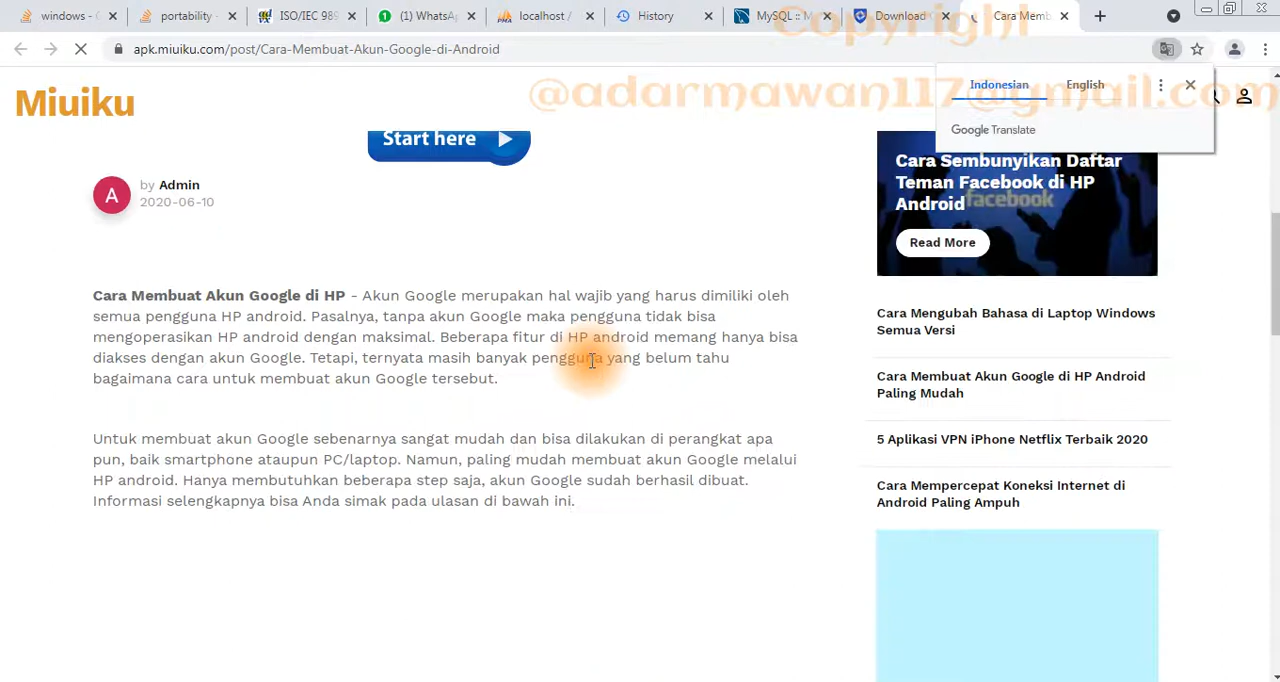 windows - 
portability - 
ISO/IEC 989
(1) WhatsA
localhost /
History
MySQL :: M
Download
Cara Memb
apk.miuiku.com/post/Cara-Membuat-Akun-Google-di-Android
Copyright
@adarmawan117@gmail.com
Indonesian
English
Google Translate
Miuiku
Start here
A
by Admin
2020-06-10
Cara Membuat Akun Google di HP - Akun Google merupakan hal wajib yang harus dimiliki oleh
semua pengguna HP android. Pasalnya, tanpa akun Google maka pengguna tidak bisa
mengoperasikan HP android dengan maksimal. Beberapa fitur di HP android memang hanya bisa
diakses dengan akun Google. Tetapi, ternyata masih banyak pengguna yang belum tahu
bagaimana cara untuk membuat akun Google tersebut.
Untuk membuat akun Google sebenarnya sangat mudah dan bisa dilakukan di perangkat apa
pun, baik smartphone ataupun PC/laptop. Namun, paling mudah membuat akun Google melalui
HP android. Hanya membutuhkan beberapa step saja, akun Google sudah berhasil dibuat.
Informasi selengkapnya bisa Anda simak pada ulasan di bawah ini.
Cara Sembunyikan Daftar
Teman Facebook di HP
Android
facebook
Read More
Cara Mengubah Bahasa di Laptop Windows
Semua Versi
Cara Membuat Akun Google di HP Android
Paling Mudah
5 Aplikasi VPN iPhone Netflix Terbaik 2020
Cara Mempercepat Koneksi Internet di
Android Paling Ampuh